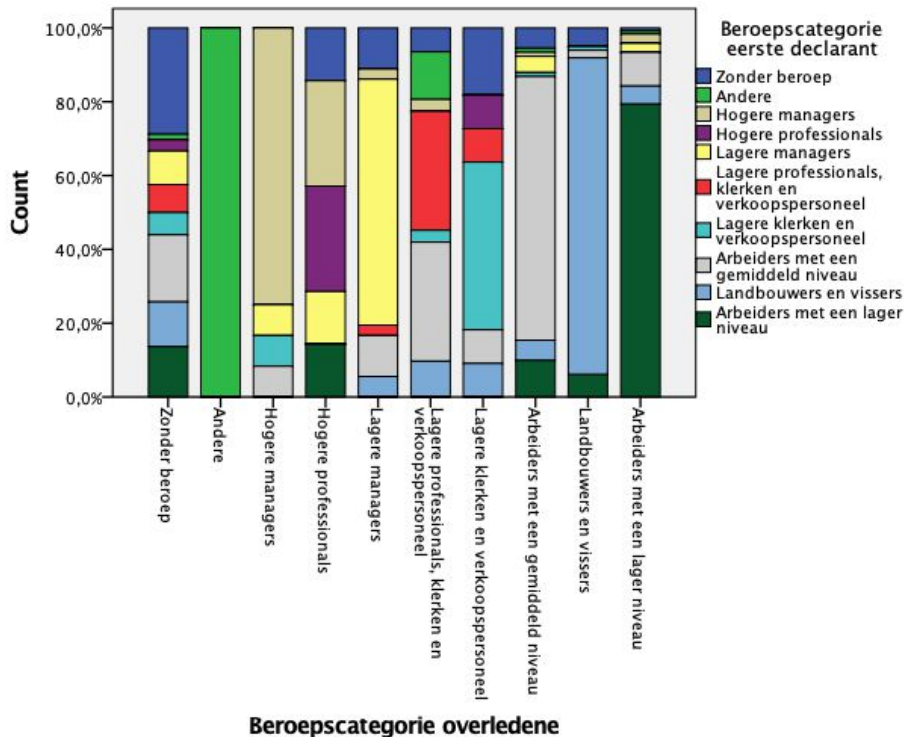 100,0%
80,0%
60,0%
40,0%
20,0%
0,0%
Count
Zonder beroep
Andere
Hogere managers
Hogere professionals
Lagere managers
Lagere professionals, klerken en
verkoopspersoneel
Lagere klerken en verkoopspersoneel
Arbeiders met een gemiddeld niveau
Landbouwers en vissers
Arbeiders met een lager niveau
Beroepscategorie overledene
Beroepscategorie
eerste declarant
Zonder beroep
Andere
Hogere managers
Hogere professionals
Lagere managers
Lagere professionals,
klerken en
verkoopspersoneel
Lagere klerken en
verkoopspersoneel
Arbeiders met een
gemiddeld niveau
Landbouwers en vissers
Arbeiders met een lager
niveau